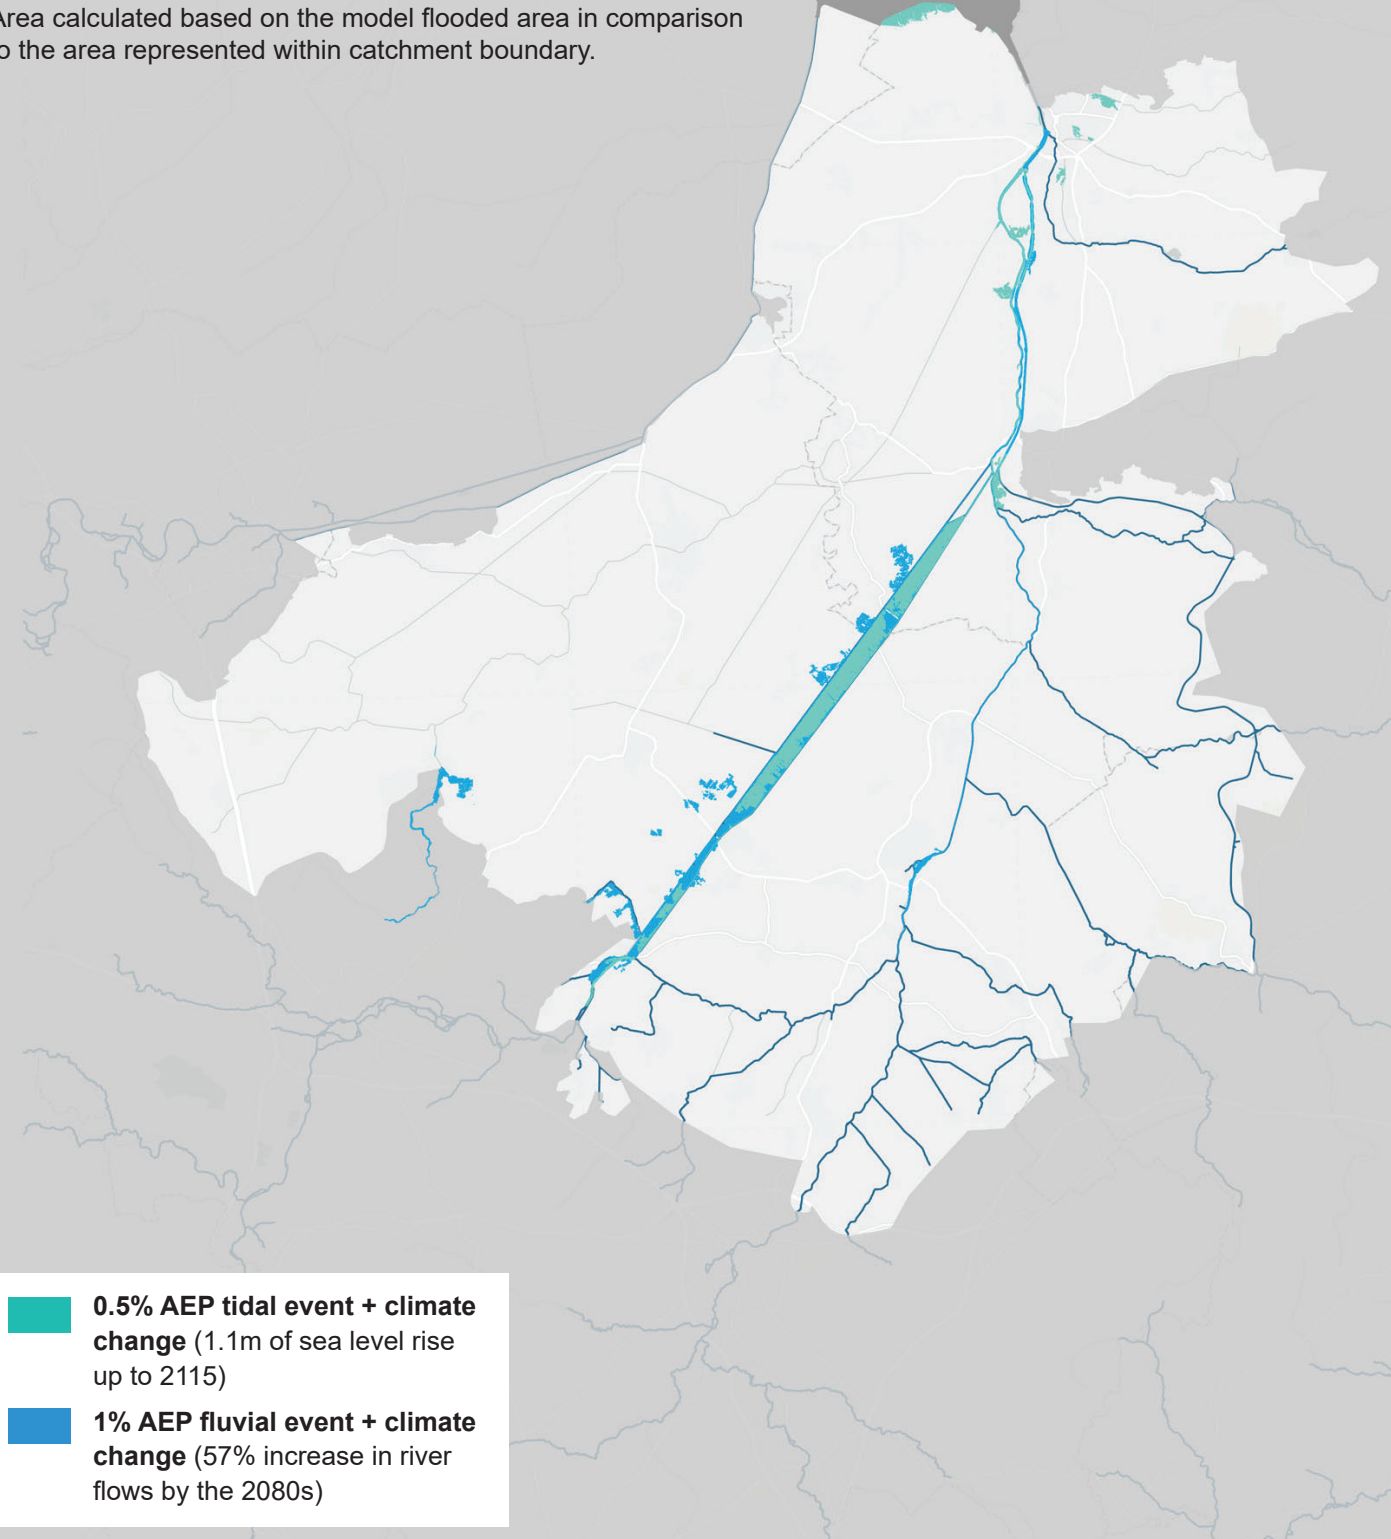 Area calculated based on the model flooded area in comparison
to the area represented within catchment boundary.
0.5% AEP tidal event + climate
change (1.1m of sea level rise
up to 2115)
1% AEP fluvial event + climate
change (57% increase in river
flows by the 2080s)